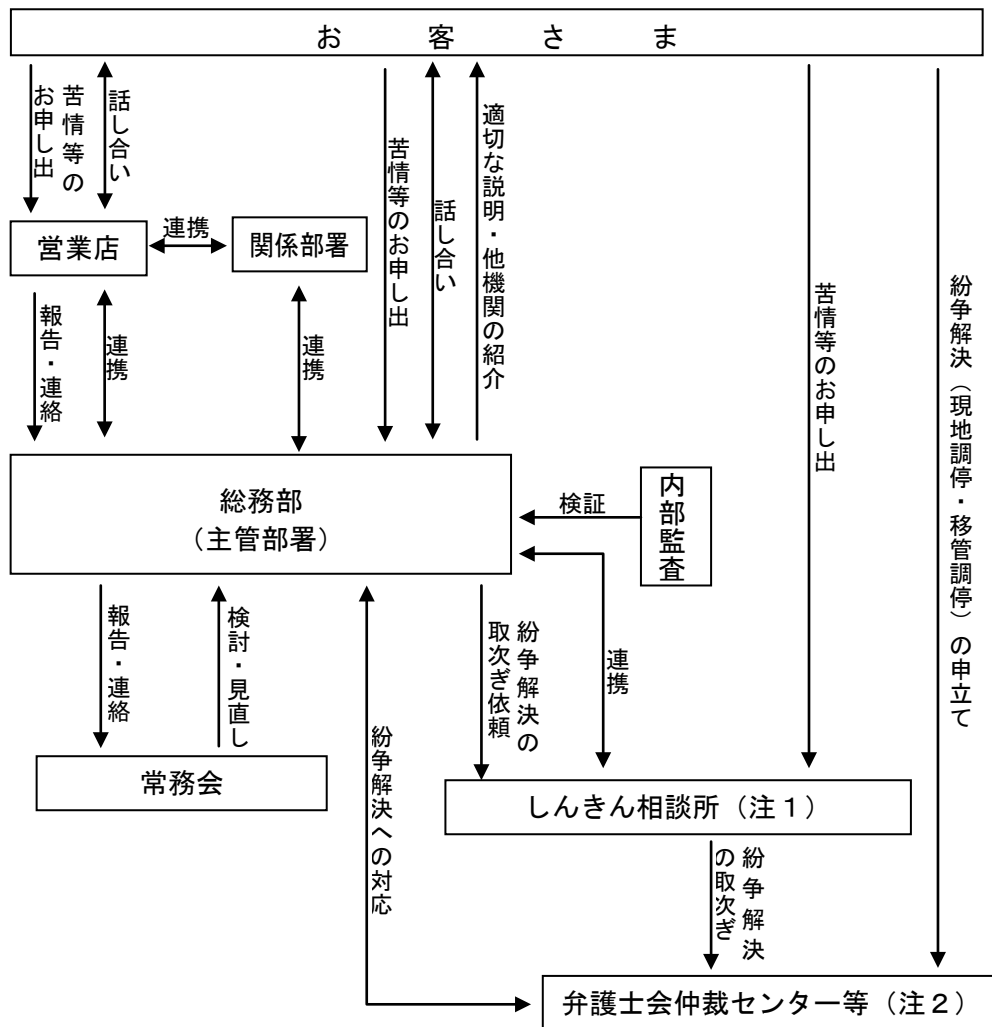 お客さま
苦情等の
お申し出
話し合い
苦情等のお申し出
話し合い
適切な説明・他機関の紹介
苦情等のお申し出
紛争解決（現地調停・移管調停）の申立て
営業店
連携
関係部署
報告・連絡
連携
連携
総務部
（主管部署）
検証
内部監査
報告・連絡
検討・見直し
紛争解決への対応
紛争解決の
取次ぎ依頼
連携
常務会
しんきん相談所（注１）
紛争解決
の取次ぎ
弁護士会仲裁センター等（注２）